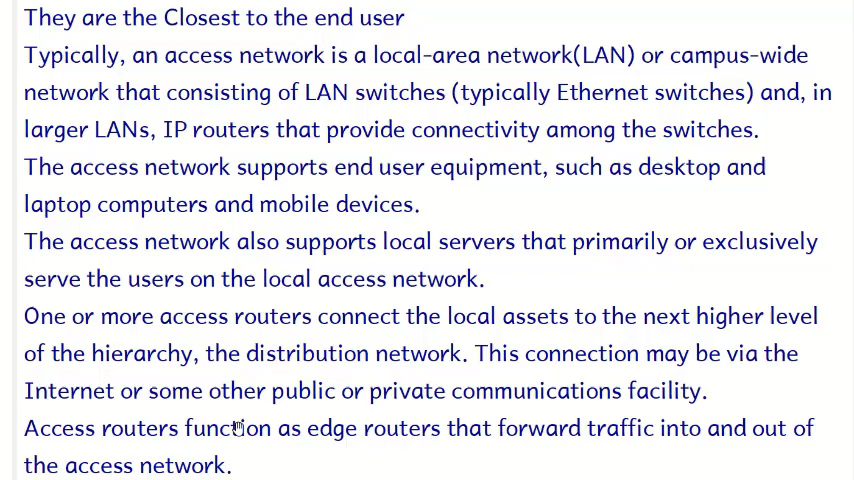 They are the Closest to the end user
Typically, an access network is a local-area network(LAN) or campus-wide
network that consisting of LAN switches (typically Ethernet switches) and, in
larger LANs, IP routers that provide connectivity among the switches.
The access network supports end user equipment, such as desktop and
laptop computers and mobile devices.
The access network also supports local servers that primarily or exclusively
serve the users on the local access network.
One or more access routers connect the local assets to the next higher level
of the hierarchy, the distribution network. This connection may be via the
Internet or some other public or private communications facility.
Access routers function as edge routers that forward traffic into and out of
the access network.